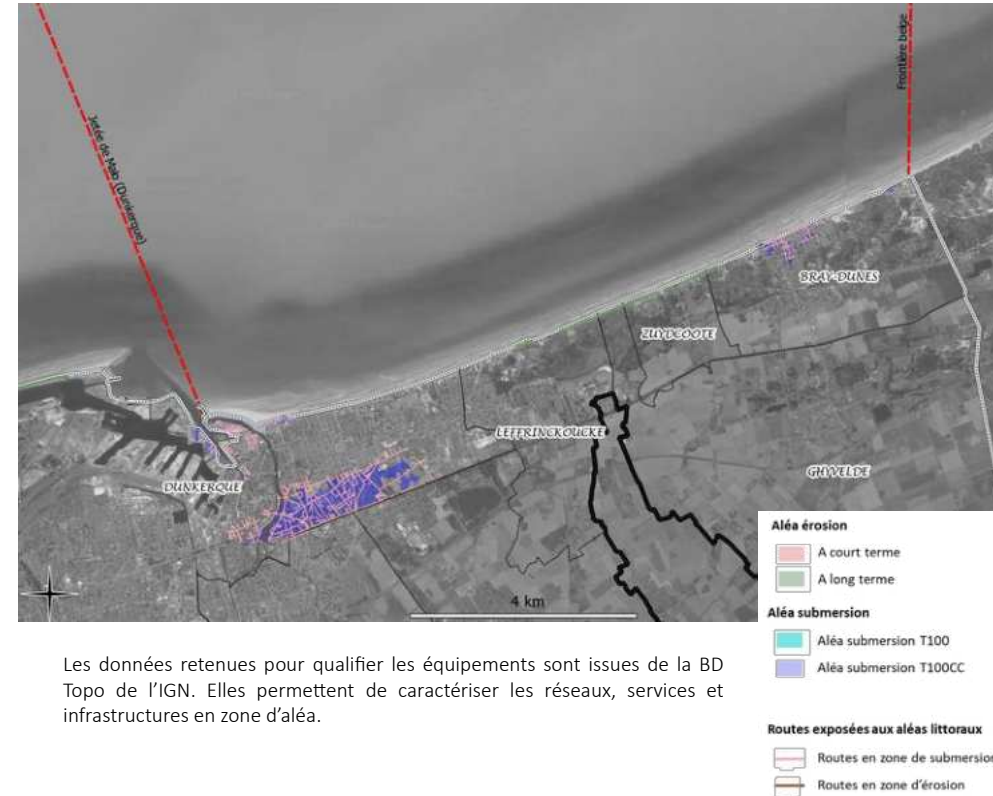 Jetée de Malo (Dunkerque)
Frontière belge
BRAY-DUNES
ZUYDCOOTE
LEFFRINCKOUCKE
GHYVELDE
DUNKERQUE
4 km
Aléa érosion
A court terme
A long terme
Aléa submersion
Aléa submersion T100
Aléa submersion T100CC
Routes exposées aux aléas littoraux
Routes en zone de submersion
Routes en zone d'érosion
Les données retenues pour qualifier les équipements sont issues de la BD
Topo de l'IGN. Elles permettent de caractériser les réseaux, services et
infrastructures en zone d'aléa.